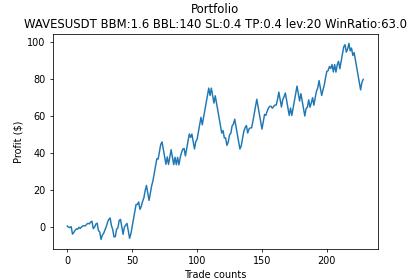 Portfolio
WAVESUSDT BBM:1.6 BBL:140 SL:0.4 TP:0.4 lev:20 WinRatio:63.0
100
80
60
40
20
0
Profit ($)
0 50 100 150 200
Trade counts